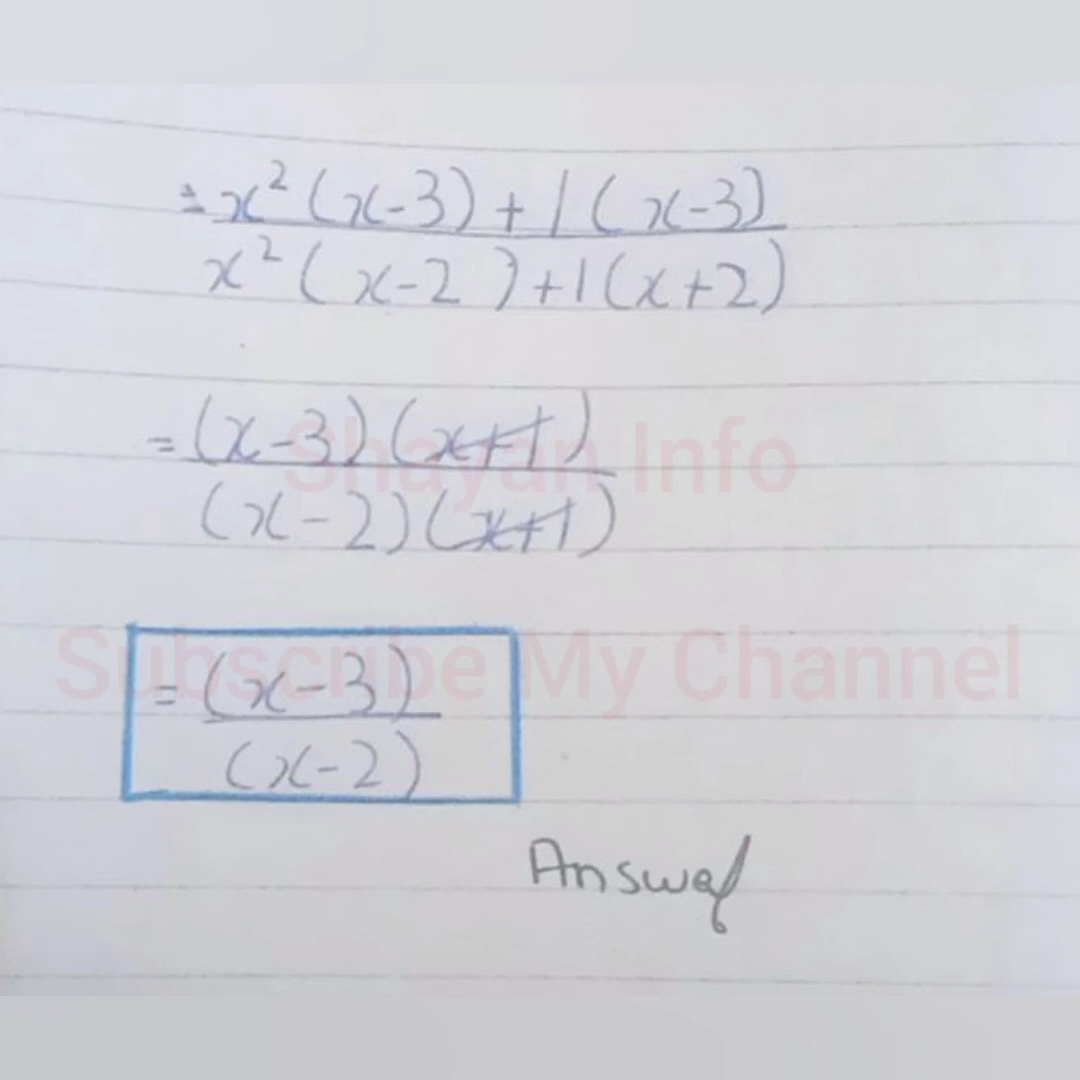 = x² (x-3) + 1 (x-3)
x² (x-2) + 1 (x+2)
= (x-3) (x+1)
(x-2) (x+1)
Shayan Info
= (x-3)
(x-2)
Subscribe My Channel
Answer